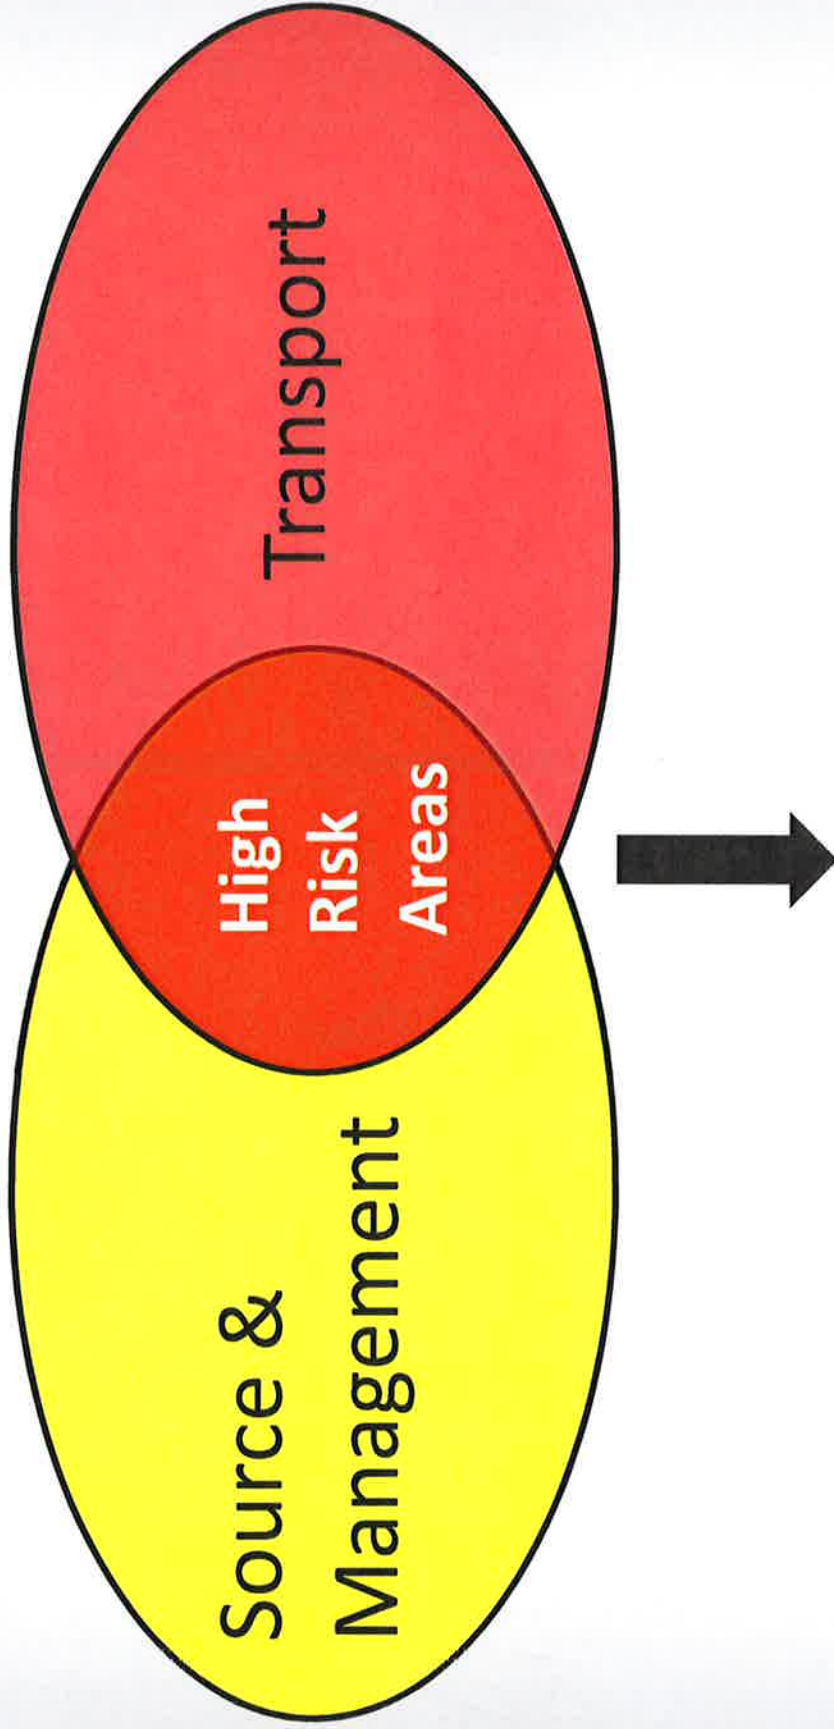 Source &
Management
High
Risk
Areas
Transport